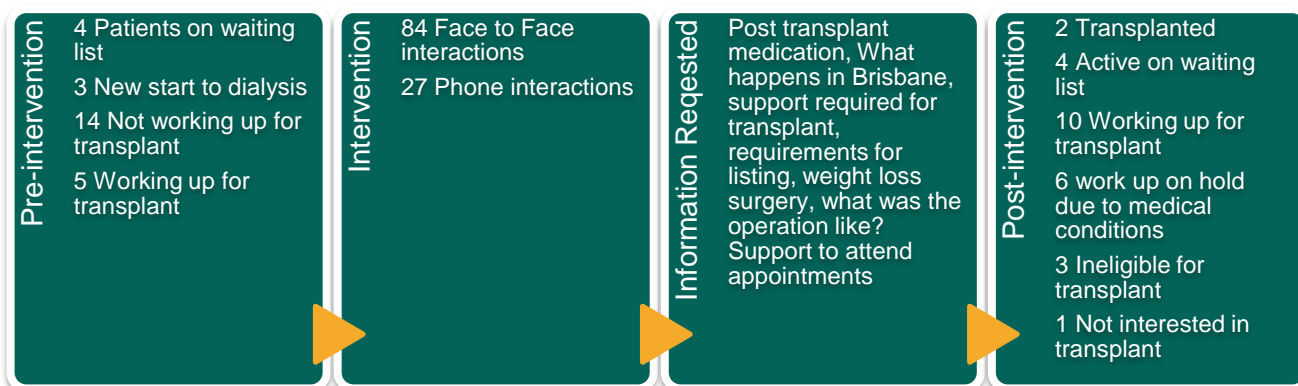 Pre-intervention
4 Patients on waiting
list
3 New start to dialysis
14 Not working up for
transplant
5 Working up for
transplant
Intervention
84 Face to Face
interactions
27 Phone interactions
Information Reqested
Post transplant
medication, What
happens in Brisbane,
support required for
transplant,
requirements for
listing, weight loss
surgery, what was the
operation like?
Support to attend
appointments
Post-intervention
2 Transplanted
4 Active on waiting
list
10 Working up for
transplant
6 work up on hold
due to medical
conditions
3 Ineligible for
transplant
1 Not interested in
transplant